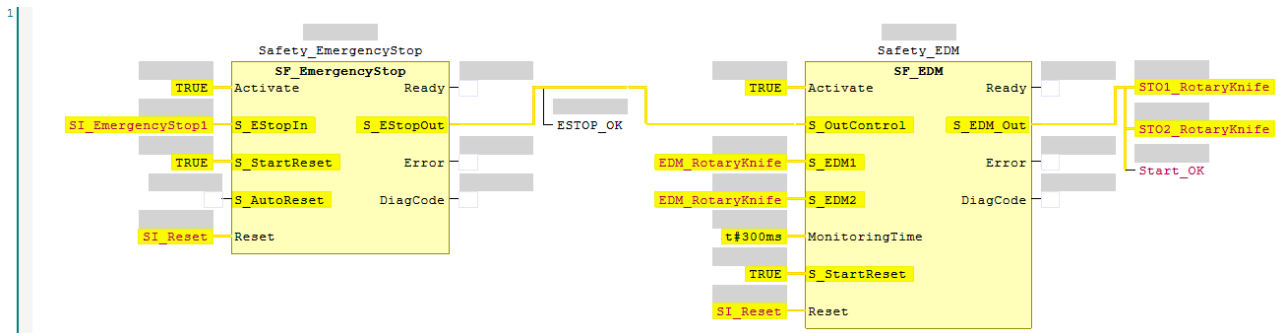 1
Safety_EmergencyStop
SF_EmergencyStop
TRUE Activate Ready
SI_EmergencyStop1 S_EStopIn S_EStopOut
ESTOP_OK
TRUE S_StartReset Error
S_AutoReset DiagCode
SI_Reset Reset
Safety_EDM
SF_EDM
TRUE Activate Ready
S_OutControl S_EDM_Out
EDM_RotaryKnife S_EDM1 Error
EDM_RotaryKnife S_EDM2 DiagCode
t#300ms MonitoringTime
TRUE S_StartReset
SI_Reset Reset
STO1_RotaryKnife
STO2_RotaryKnife
Start_OK